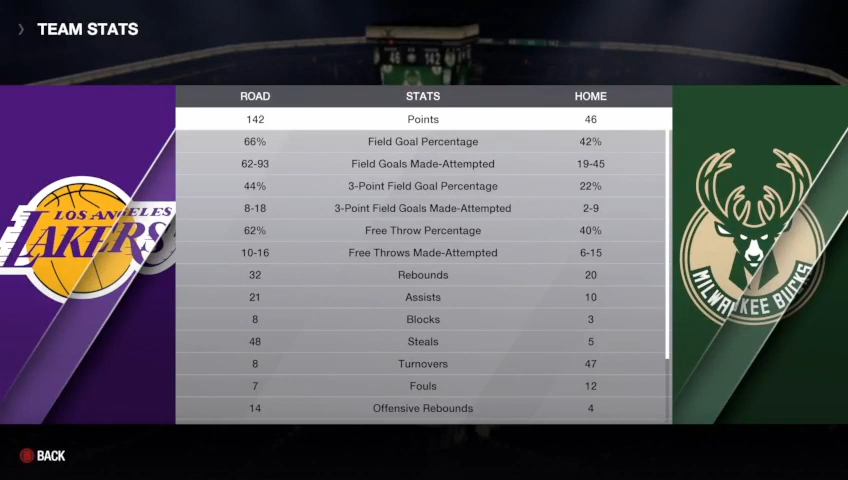 TEAM STATS
46 142
ROAD STATS HOME
142 Points 46
66% Field Goal Percentage 42%
62-93 Field Goals Made-Attempted 19-45
44% 3-Point Field Goal Percentage 22%
8-18 3-Point Field Goals Made-Attempted 2-9
62% Free Throw Percentage 40%
10-16 Free Throws Made-Attempted 6-15
32 Rebounds 20
21 Assists 10
8 Blocks 3
48 Steals 5
8 Turnovers 47
7 Fouls 12
14 Offensive Rebounds 4
LOS ANGELES
LAKERS
MILWAUKEE BUCKS
BACK